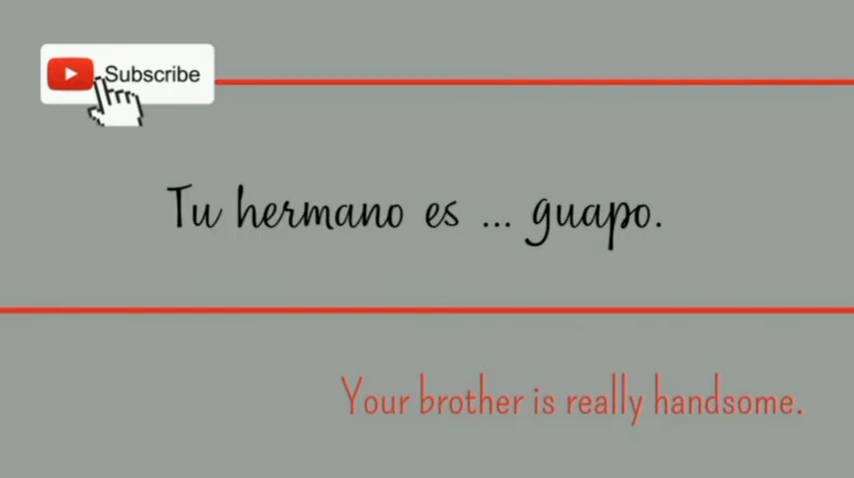 Subscribe
Tu hermano es ... guapo.
Your brother is really handsome.